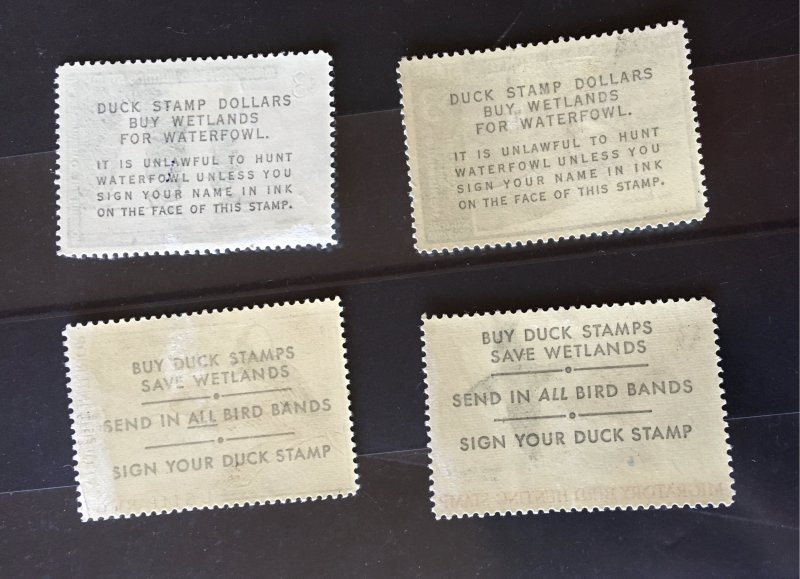 DUCK STAMP DOLLARS
BUY WETLANDS
FOR WATERFOWL.
IT IS UNLAWFUL TO HUNT
WATERFOWL UNLESS YOU
SIGN YOUR NAME IN INK
ON THE FACE OF THIS STAMP.
DUCK STAMP DOLLARS
BUY WETLANDS
FOR WATERFOWL.
IT IS UNLAWFUL TO HUNT
WATERFOWL UNLESS YOU
SIGN YOUR NAME IN INK
ON THE FACE OF THIS STAMP.
BUY DUCK STAMPS
SAVE WETLANDS
SEND IN ALL BIRD BANDS
SIGN YOUR DUCK STAMP
BUY DUCK STAMPS
SAVE WETLANDS
SEND IN ALL BIRD BANDS
SIGN YOUR DUCK STAMP
MIGRATORY BIRD HUNTING STAMP